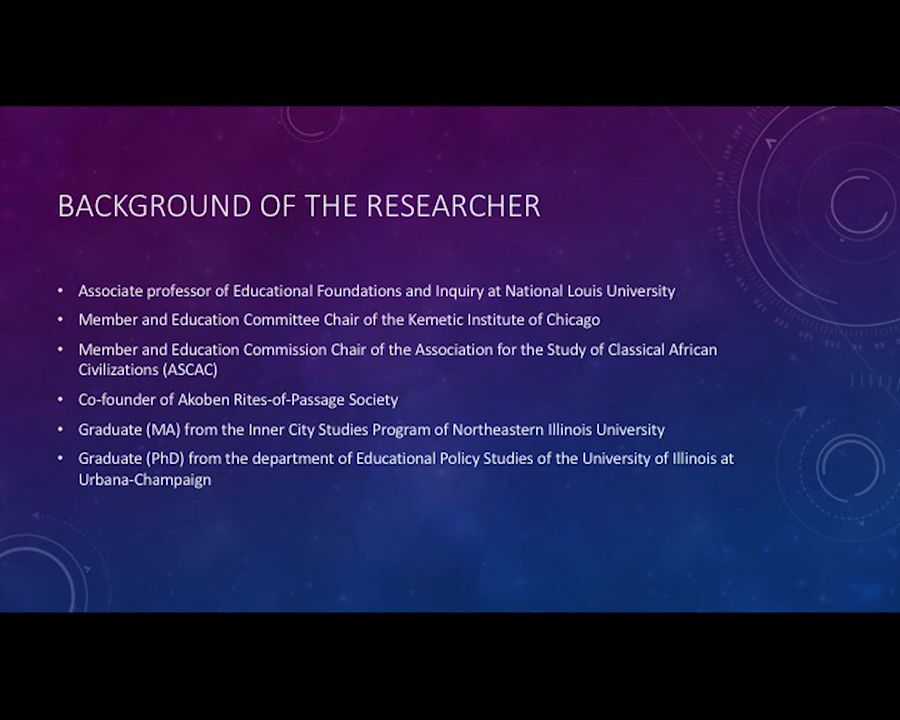 BACKGROUND OF THE RESEARCHER
• Associate professor of Educational Foundations and Inquiry at National Louis University
• Member and Education Committee Chair of the Kemetic Institute of Chicago
• Member and Education Commission Chair of the Association for the Study of Classical African
Civilizations (ASCAC)
• Co-founder of Akoben Rites-of-Passage Society
• Graduate (MA) from the Inner City Studies Program of Northeastern Illinois University
• Graduate (PhD) from the department of Educational Policy Studies of the University of Illinois at
Urbana-Champaign